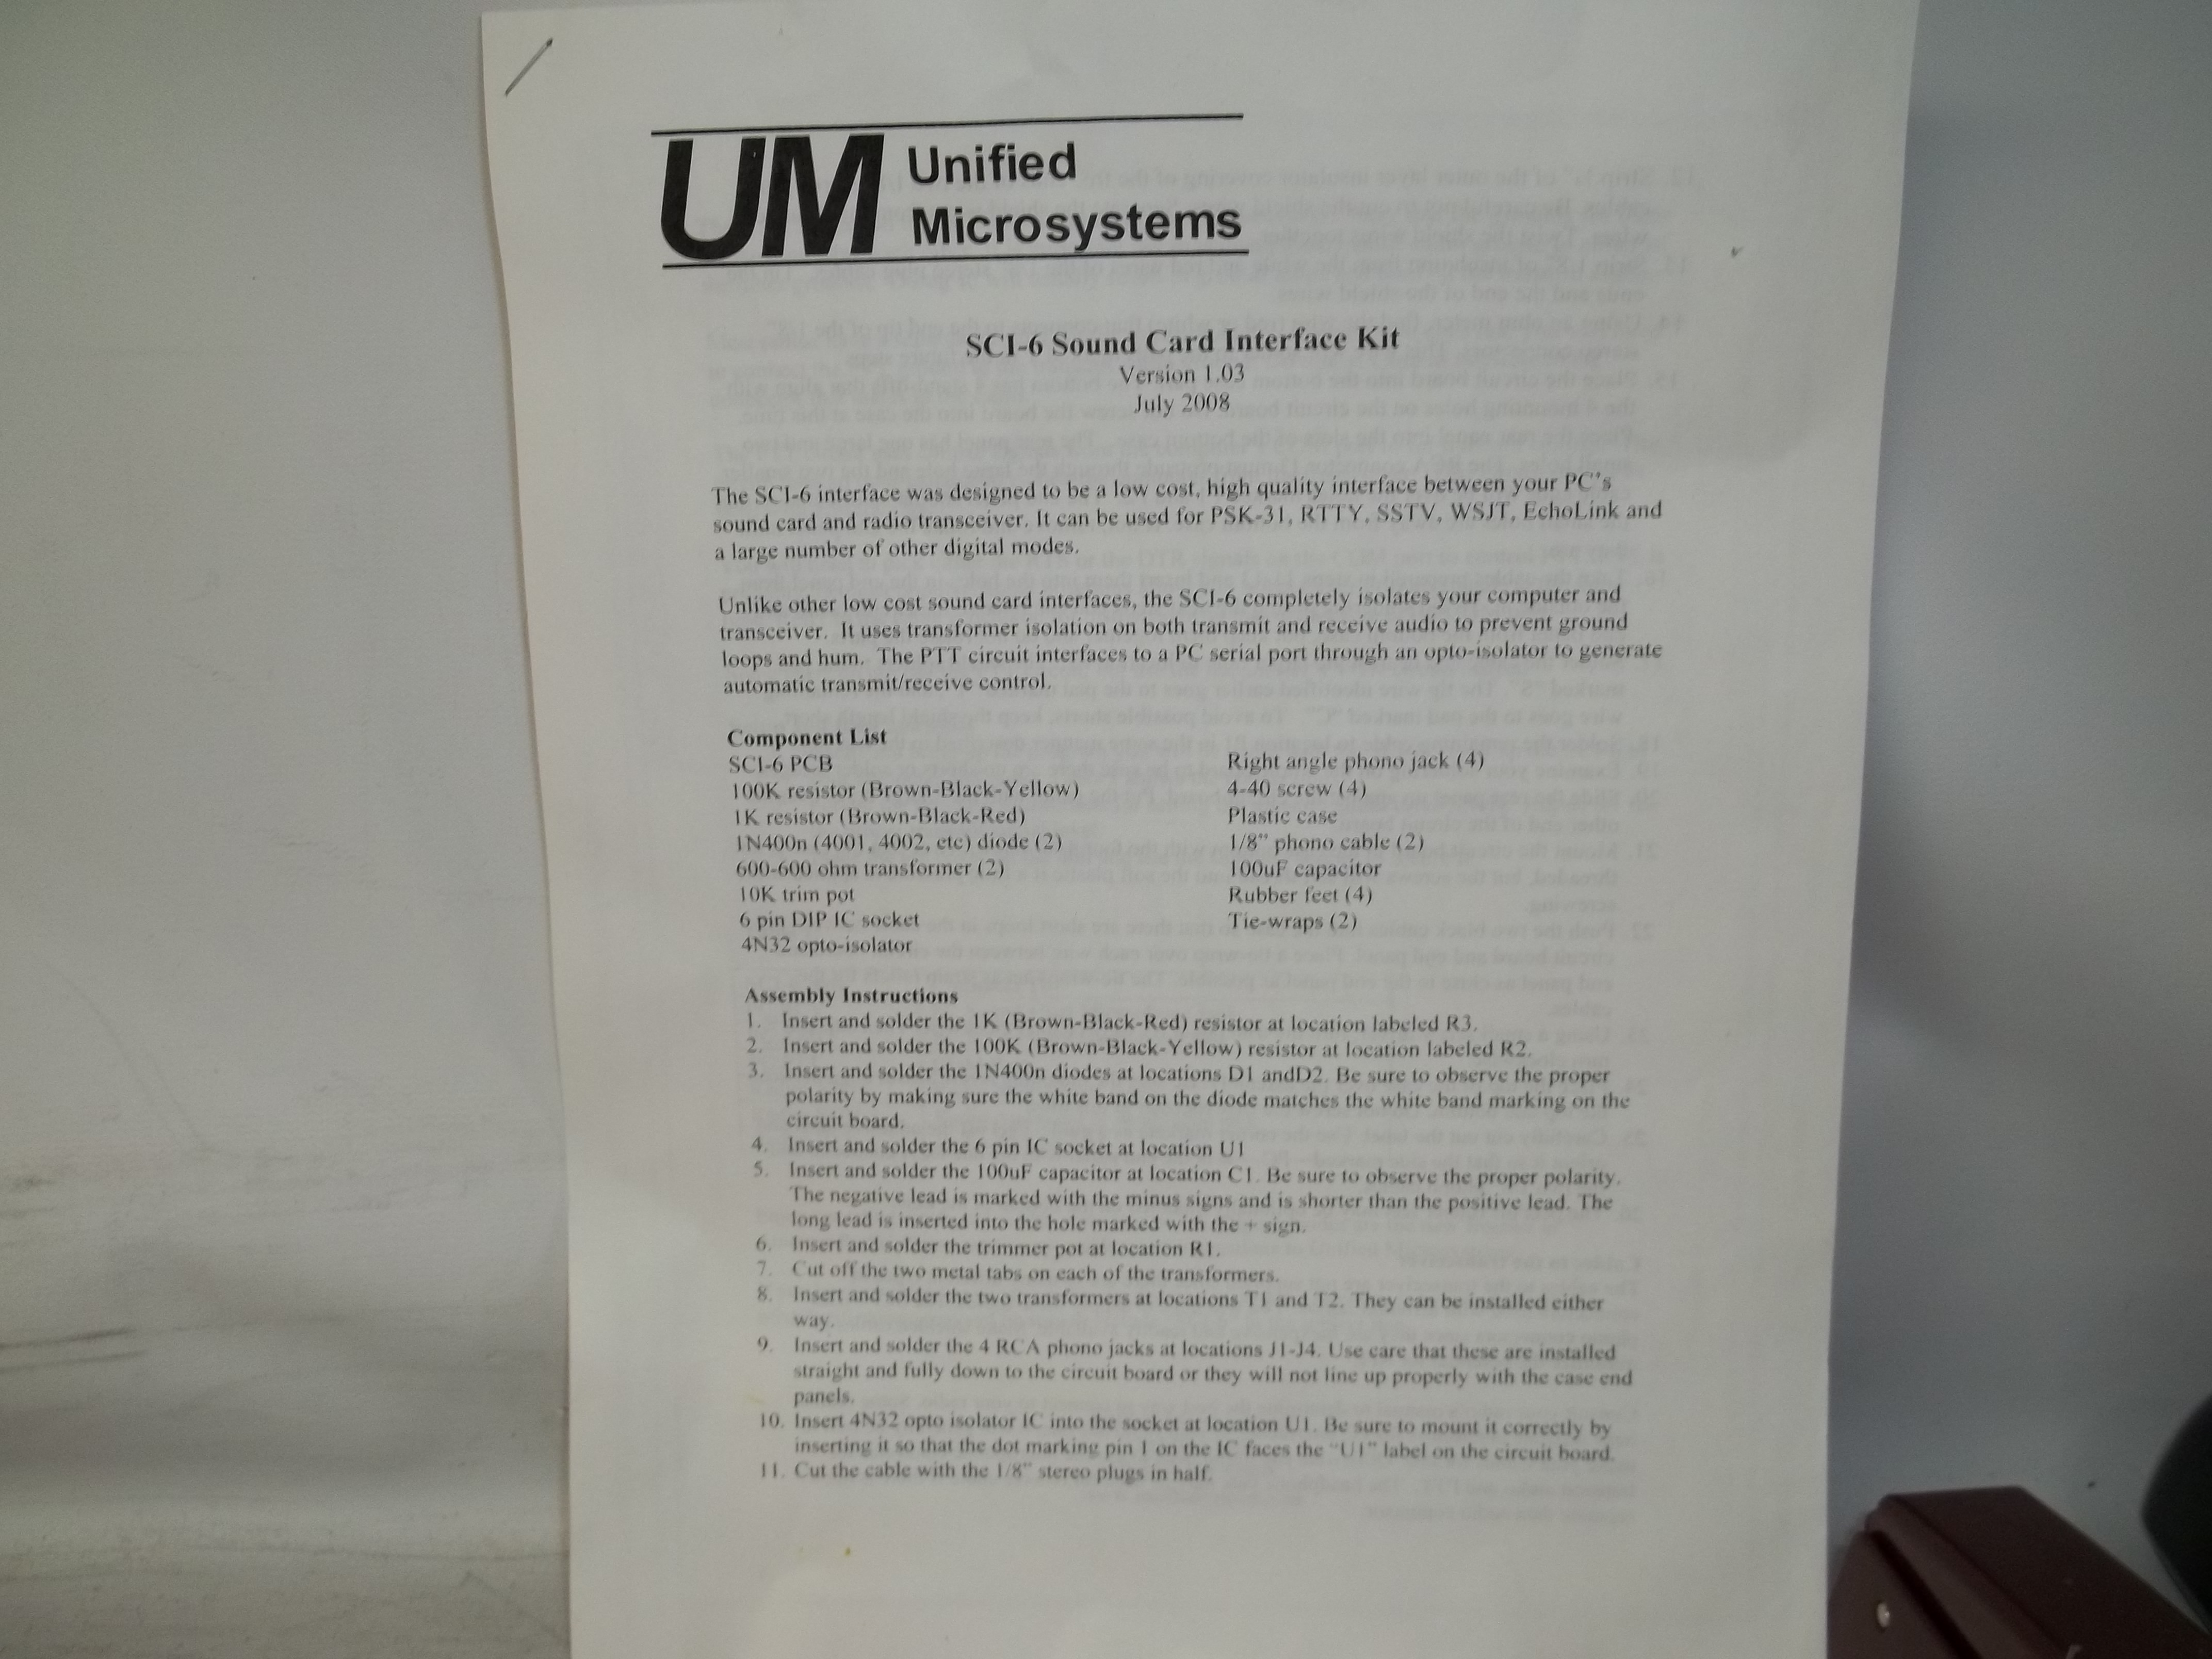 UM Unified
Microsystems
SCI-6 Sound Card Interface Kit
Version 1.03
July 2008
The SCI-6 interface was designed to be a low cost, high quality interface between your PC"s
sound card and radio transceiver. It can be used for PSK-31, RTTY, SSTV, WSJT, EchoLink and
a large number of other digital modes.
Unlike other low cost sound card interfaces, the SCI-6 completely isolates your computer and
transceiver. It uses transformer isolation on both transmit and receive audio to prevent ground
loops and hum. The PTT circuit interfaces to a PC serial port through an opto-isolator to generate
automatic transmit/receive control.
Component List
SCI-6 PCB
100K resistor (Brown-Black-Yellow)
1K resistor (Brown-Black-Red)
1N400n (4001, 4002, etc) diode (2)
600-600 ohm transformer (2)
10K trim pot
6 pin DIP IC socket
4N32 opto-isolator
Right angle phono jack (4)
4-40 screw (4)
Plastic case
1/8" phono cable (2)
100uF capacitor
Rubber feet (4)
Tie-wraps (2)
Assembly Instructions
1. Insert and solder the 1K (Brown-Black-Red) resistor at location labeled R3.
2. Insert and solder the 100K (Brown-Black-Yellow) resistor at location labeled R2.
3. Insert and solder the 1N400n diodes at locations D1 andD2. Be sure to observe the proper
polarity by making sure the white band on the diode matches the white band marking on the
circuit board.
4. Insert and solder the 6 pin IC socket at location U1
5. Insert and solder the 100uF capacitor at location C1. Be sure to observe the proper polarity.
The negative lead is marked with the minus signs and is shorter than the positive lead. The
long lead is inserted into the hole marked with the + sign.
6. Insert and solder the trimmer pot at location R1.
7. Cut off the two metal tabs on each of the transformers.
8. Insert and solder the two transformers at locations T1 and T2. They can be installed either
way.
9. Insert and solder the 4 RCA phono jacks at locations J1-J4. Use care that these are installed
straight and fully down to the circuit board or they will not line up properly with the case end
panels.
10. Insert 4N32 opto isolator IC into the socket at location U1. Be sure to mount it correctly by
inserting it so that the dot marking pin 1 on the IC faces the "U1" label on the circuit board.
11. Cut the cable with the 1/8" stereo plugs in half.